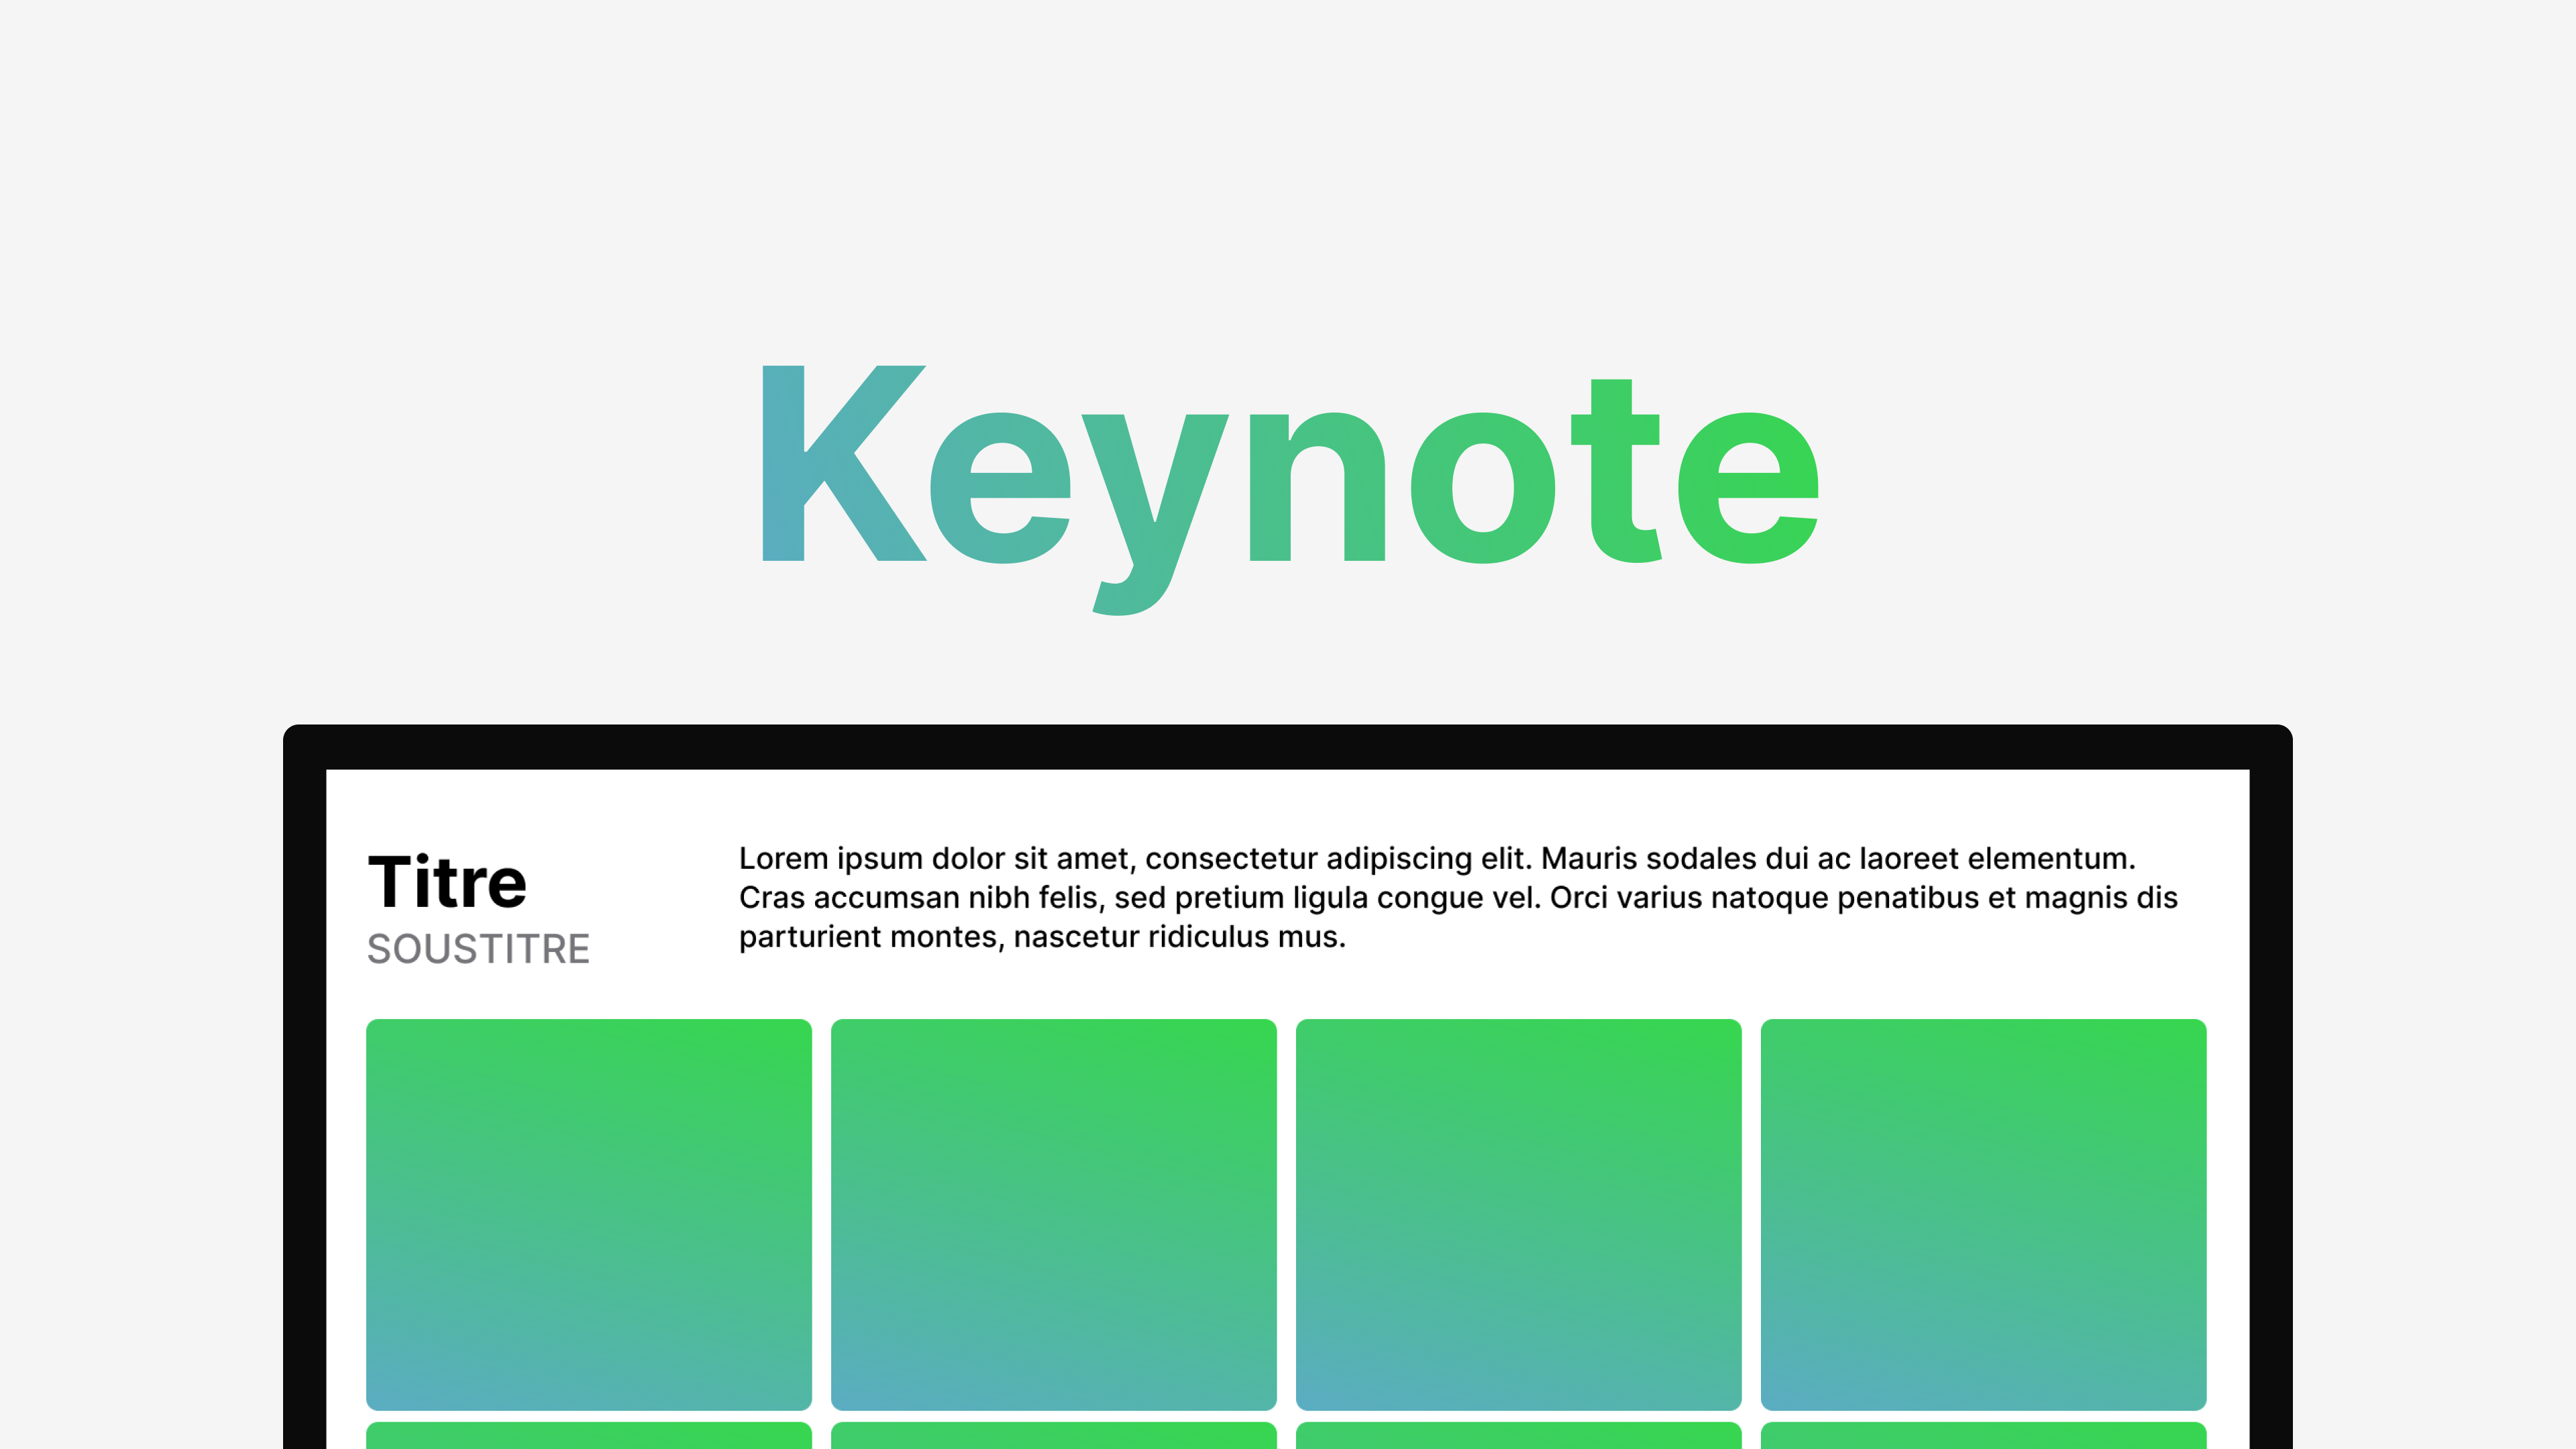 Keynote
Titre
SOUSTITRE
Lorem ipsum dolor sit amet, consectetur adipiscing elit. Mauris sodales dui ac laoreet elementum.
Cras accumsan nibh felis, sed pretium ligula congue vel. Orci varius natoque penatibus et magnis dis
parturient montes, nascetur ridiculus mus.